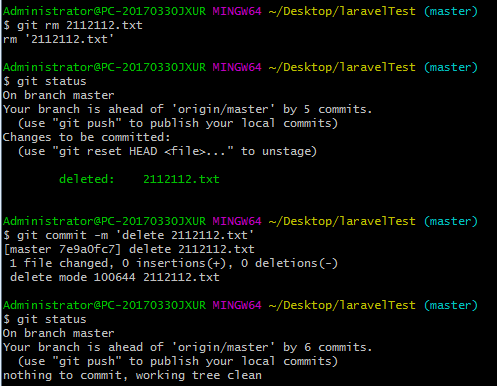 Administrator@PC-20170330JXUR MINGW64 ~/Desktop/laravelTest (master)
$ git rm 2112112.txt
rm '2112112.txt'
Administrator@PC-20170330JXUR MINGW64 ~/Desktop/laravelTest (master)
$ git status
On branch master
Your branch is ahead of 'origin/master' by 5 commits.
  (use "git push" to publish your local commits)
Changes to be committed:
  (use "git reset HEAD <file>..." to unstage)
        deleted:    2112112.txt
Administrator@PC-20170330JXUR MINGW64 ~/Desktop/laravelTest (master)
$ git commit -m 'delete 2112112.txt'
[master 7e9a0fc7] delete 2112112.txt
 1 file changed, 0 insertions(+), 0 deletions(-)
 delete mode 100644 2112112.txt
Administrator@PC-20170330JXUR MINGW64 ~/Desktop/laravelTest (master)
$ git status
On branch master
Your branch is ahead of 'origin/master' by 6 commits.
  (use "git push" to publish your local commits)
nothing to commit, working tree clean